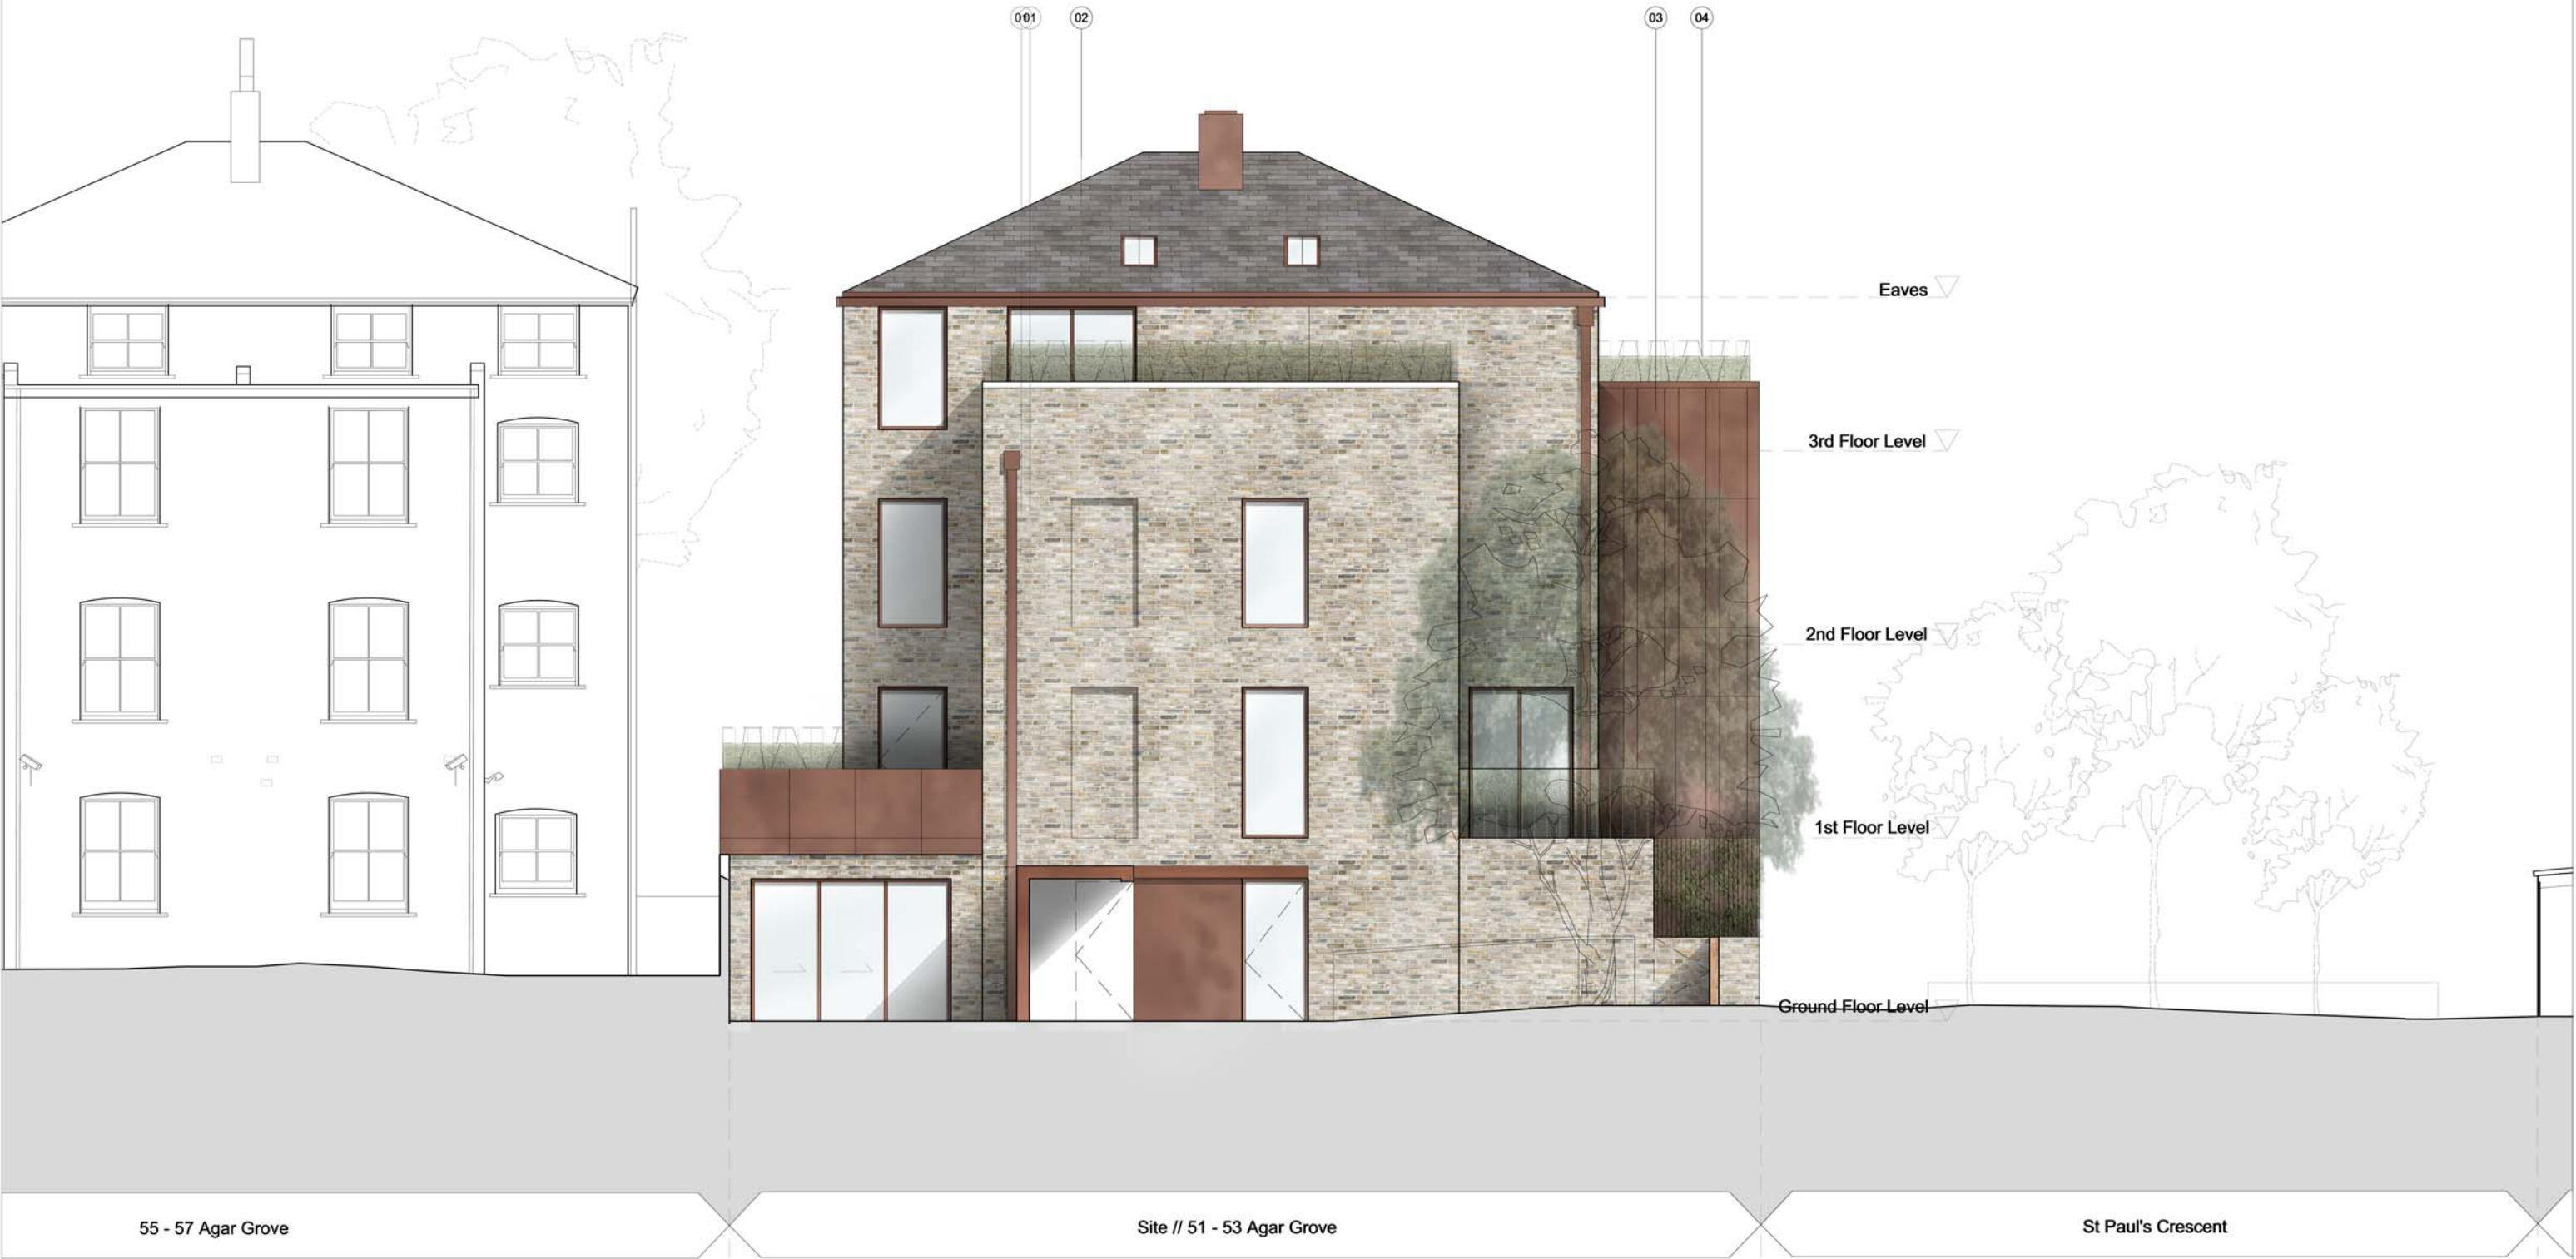 01 01 02 03 04
Eaves
3rd Floor Level
2nd Floor Level
1st Floor Level
Ground Floor Level
55 - 57 Agar Grove
Site // 51 - 53 Agar Grove
St Paul's Crescent